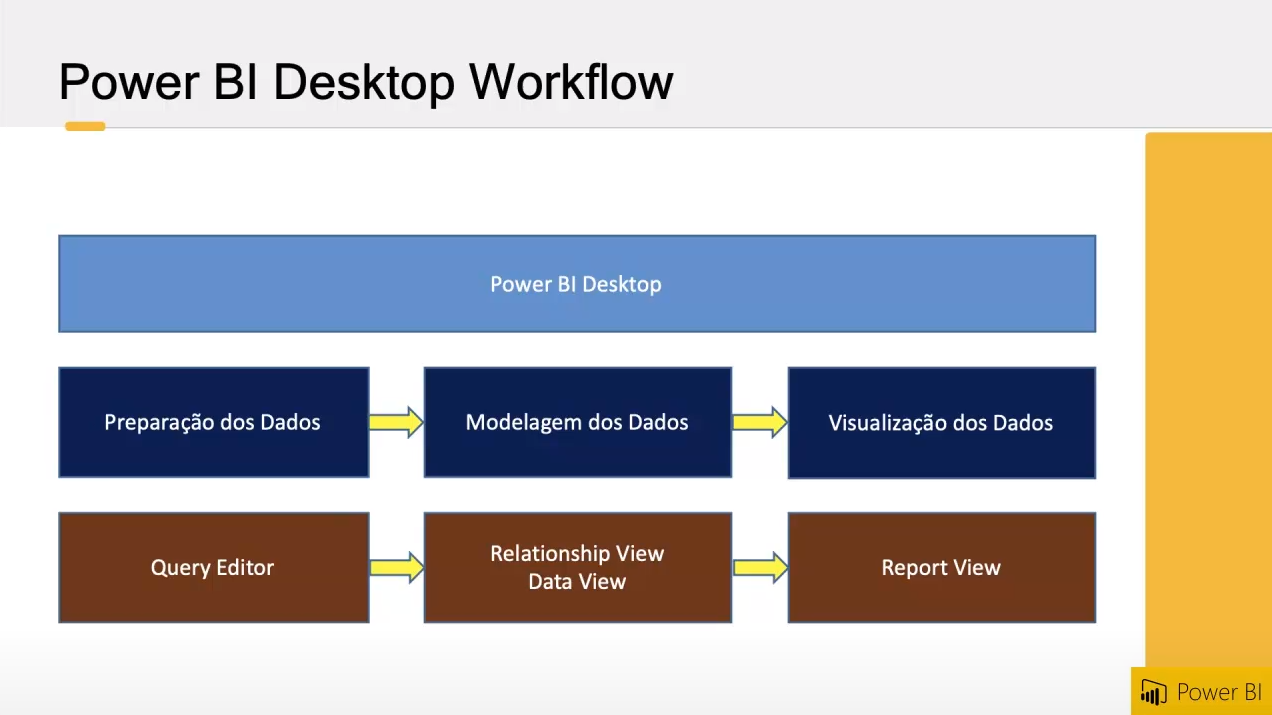 Power BI Desktop Workflow
Power BI Desktop
Preparação dos Dados
Modelagem dos Dados
Visualização dos Dados
Query Editor
Relationship View
Data View
Report View
Power BI